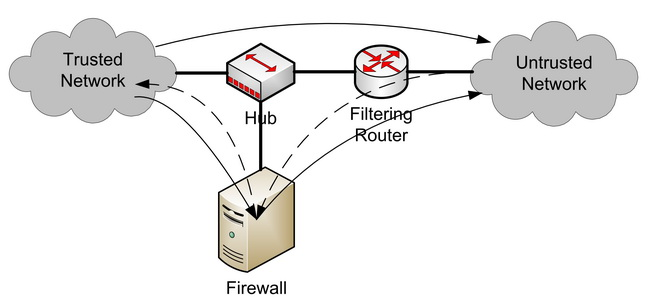 Trusted
Network
Hub
Filtering
Router
Untrusted
Network
Firewall